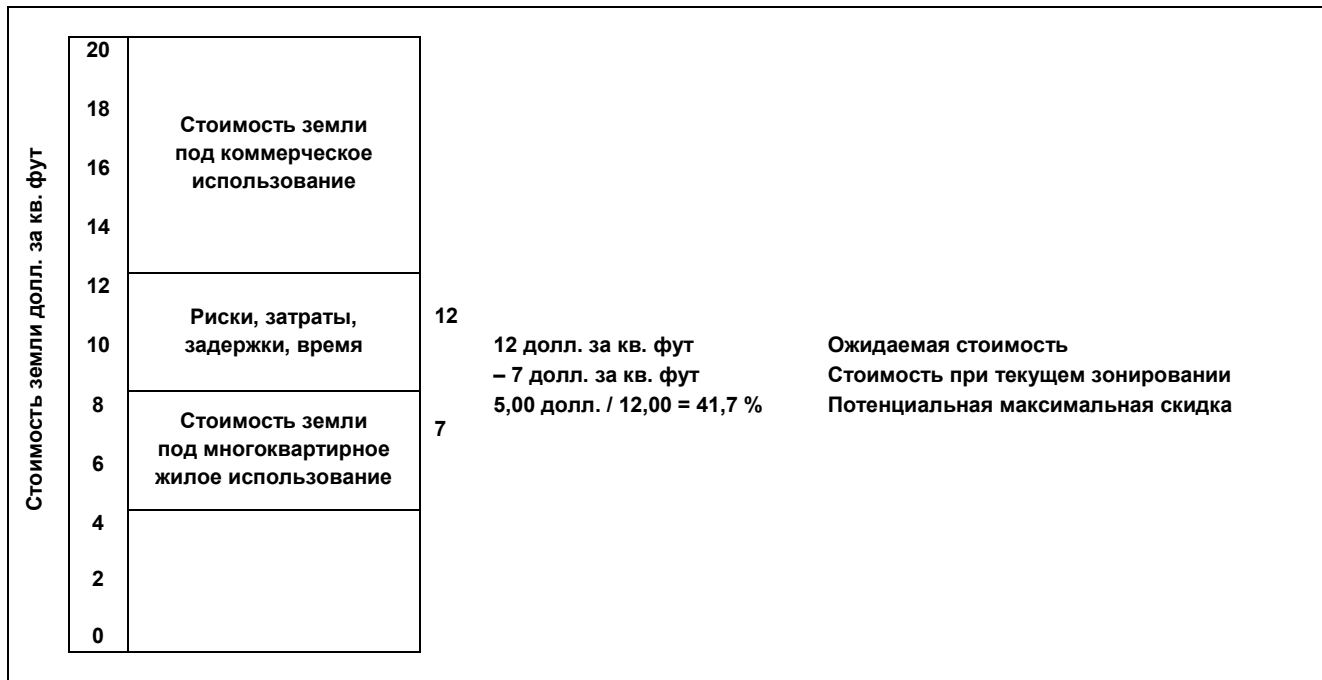 Стоимость земли долл. за кв. фут
20
18
16
14
12
10
8
6
4
2
0
Стоимость земли
под коммерческое
использование
Риски, затраты,
задержки, время
Стоимость земли
под многоквартирное
жилое использование
12
7
12 долл. за кв. фут Ожидаемая стоимость
– 7 долл. за кв. фут Стоимость при текущем зонировании
5,00 долл. / 12,00 = 41,7 % Потенциальная максимальная скидка